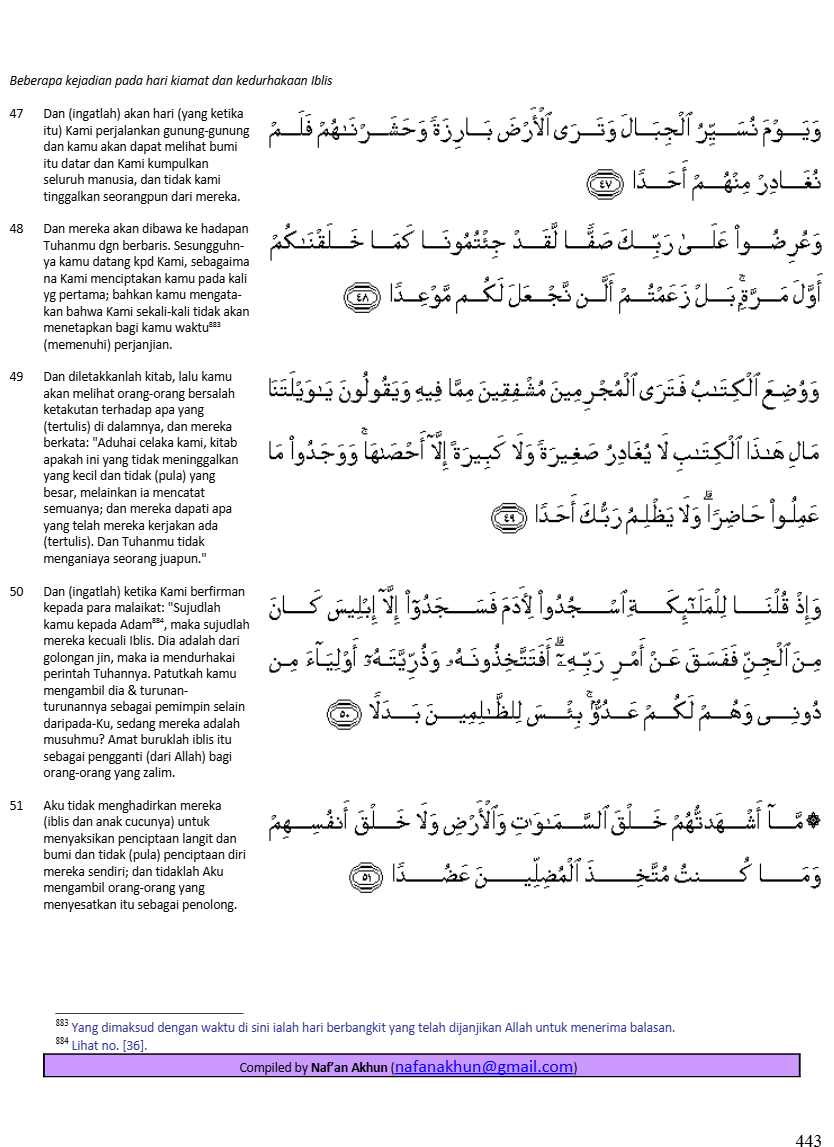 Beberapa kejadian pada hari kiamat dan kedurhakaan Iblis
47 Dan (ingatlah) akan hari (yang ketika
itu) Kami perjalankan gunung-gunung
dan kamu akan dapat melihat bumi
itu datar dan Kami kumpulkan
seluruh manusia, dan tidak kami
tinggalkan seorangpun dari mereka.
وَيَوْمَ نُسَيِّرُ ٱلْجِبَالَ وَتَرَى ٱلْأَرْضَ بَارِزَةً وَحَشَرْنَـٰهُمْ فَلَمْ
نُغَادِرْ مِنْهُمْ أَحَدًا ٤٧
48 Dan mereka akan dibawa ke hadapan
Tuhanmu dgn berbaris. Sesungguhn-
ya kamu datang kpd Kami, sebagaima
na Kami menciptakan kamu pada kali
yg pertama; bahkan kamu mengata-
kan bahwa Kami sekali-kali tidak akan
menetapkan bagi kamu waktu⁸⁸³
(memenuhi) perjanjian.
وَعُرِضُوا۟ عَلَىٰ رَبِّكَ صَفًّا لَّقَدْ جِئْتُمُونَا كَمَا خَلَقْنَـٰكُمْ
أَوَّلَ مَرَّةٍۭ ۚ بَلْ زَعَمْتُمْ أَلَّن نَّجْعَلَ لَكُم مَّوْعِدًا ٤٨
49 Dan diletakkanlah kitab, lalu kamu
akan melihat orang-orang bersalah
ketakutan terhadap apa yang
(tertulis) di dalamnya, dan mereka
berkata: "Aduhai celaka kami, kitab
apakah ini yang tidak meninggalkan
yang kecil dan tidak (pula) yang
besar, melainkan ia mencatat
semuanya; dan mereka dapati apa
yang telah mereka kerjakan ada
(tertulis). Dan Tuhanmu tidak
menganiaya seorang juapun."
وَوُضِعَ ٱلْكِتَـٰبُ فَتَرَى ٱلْمُجْرِمِينَ مُشْفِقِينَ مِمَّا فِيهِ وَيَقُولُونَ يَـٰوَيْلَتَنَا
مَالِ هَـٰذَا ٱلْكِتَـٰبِ لَا يُغَادِرُ صَغِيرَةً وَلَا كَبِيرَةً إِلَّآ أَحْصَىٰهَا ۚ وَوَجَدُوا۟ مَا
عَمِلُوا۟ حَاضِرًا ۗ وَلَا يَظْلِمُ رَبُّكَ أَحَدًا ٤٩
50 Dan (ingatlah) ketika Kami berfirman
kepada para malaikat: "Sujudlah
kamu kepada Adam⁸⁸⁴, maka sujudlah
mereka kecuali Iblis. Dia adalah dari
golongan jin, maka ia mendurhakai
perintah Tuhannya. Patutkah kamu
mengambil dia & turunan-
turunannya sebagai pemimpin selain
daripada-Ku, sedang mereka adalah
musuhmu? Amat buruklah iblis itu
sebagai pengganti (dari Allah) bagi
orang-orang yang zalim.
وَإِذْ قُلْنَا لِلْمَلَـٰٓئِكَةِ ٱسْجُدُوا۟ لِـَٔادَمَ فَسَجَدُوٓا۟ إِلَّآ إِبْلِيسَ كَانَ
مِنَ ٱلْجِنِّ فَفَسَقَ عَنْ أَمْرِ رَبِّهِۦٓ ۗ أَفَتَتَّخِذُونَهُۥ وَذُرِّيَّتَهُۥٓ أَوْلِيَآءَ مِن
دُونِى وَهُمْ لَكُمْ عَدُوٌّۢ ۚ بِئْسَ لِلظَّـٰلِمِينَ بَدَلًا ٥٠
51 Aku tidak menghadirkan mereka
(iblis dan anak cucunya) untuk
menyaksikan penciptaan langit dan
bumi dan tidak (pula) penciptaan diri
mereka sendiri; dan tidaklah Aku
mengambil orang-orang yang
menyesatkan itu sebagai penolong.
۞ مَّآ أَشْهَدتُّهُمْ خَلْقَ ٱلسَّمَـٰوَٰتِ وَٱلْأَرْضِ وَلَا خَلْقَ أَنفُسِهِمْ
وَمَا كُنتُ مُتَّخِذَ ٱلْمُضِلِّينَ عَضُدًا ٥١
⁸⁸³ Yang dimaksud dengan waktu di sini ialah hari berbangkit yang telah dijanjikan Allah untuk menerima balasan.
⁸⁸⁴ Lihat no. [36].
Compiled by Naf'an Akhun (nafanakhun@gmail.com)
443